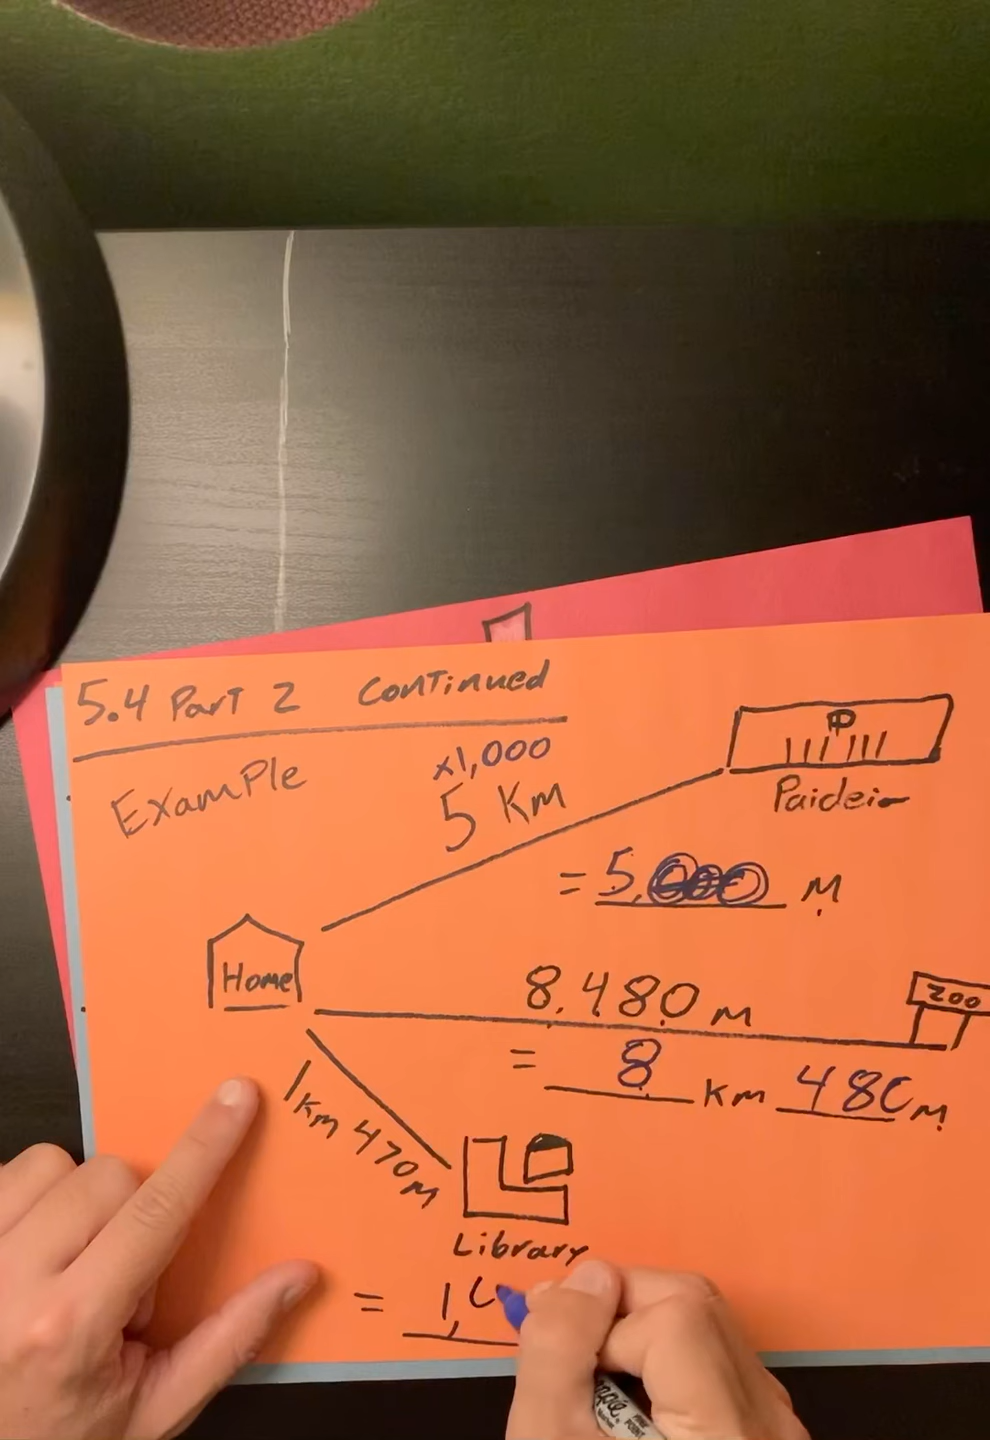 5.4 Part 2 Continued
Example
x1,000
5 Km
P
Paideia
= 5,000 M
Home
8,480 M
ZOO
= 8 Km 480 M
1 Km 470 M
Library
= 1,